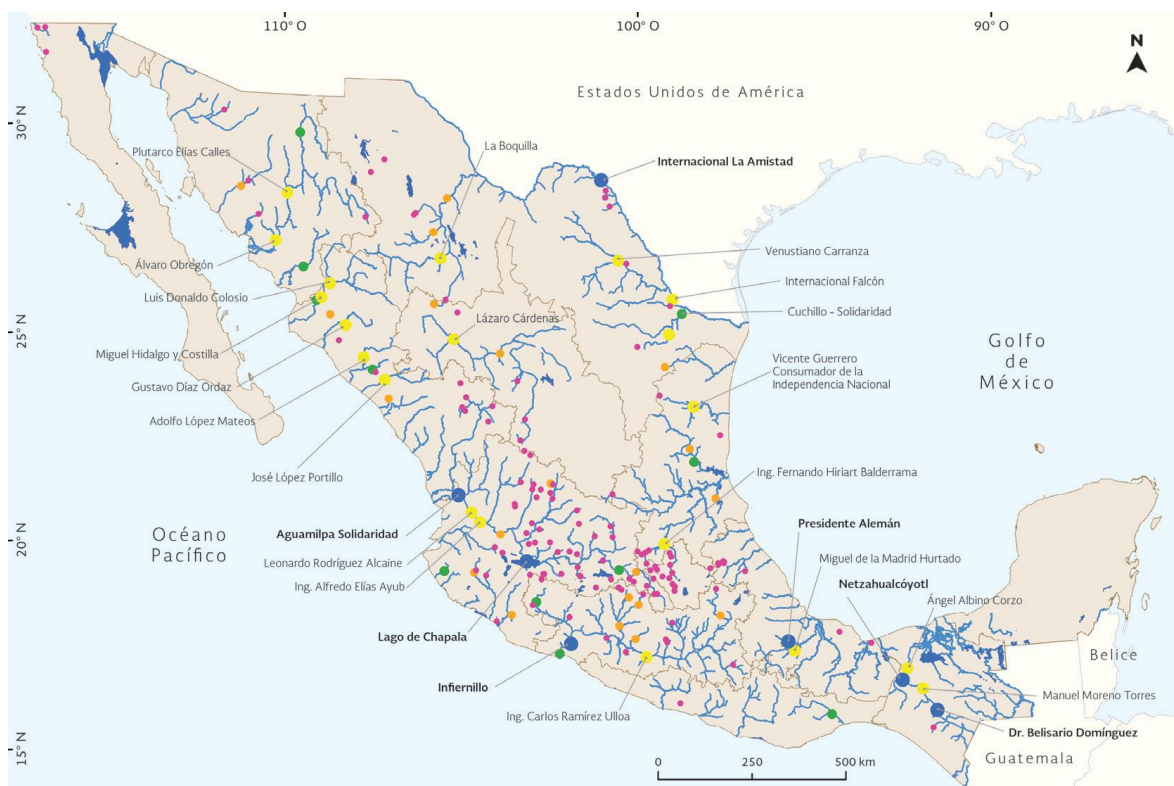 110° O
100° O
90° O
N
Estados Unidos de América
30° N
La Boquilla
Plutarco Elías Calles
Internacional La Amistad
Venustiano Carranza
Álvaro Obregón
Internacional Falcón
Luis Donaldo Colosio
Cuchillo - Solidaridad
Lázaro Cárdenas
25° N
Golfo
de
México
Miguel Hidalgo y Costilla
Vicente Guerrero
Consumador de la
Independencia Nacional
Gustavo Díaz Ordaz
Adolfo López Mateos
José López Portillo
Ing. Fernando Hiriart Balderrama
Océano
Pacífico
20° N
Aguamilpa Solidaridad
Presidente Alemán
Leonardo Rodríguez Alcaine
Miguel de la Madrid Hurtado
Ing. Alfredo Elías Ayub
Netzahualcóyotl
Ángel Albino Corzo
Lago de Chapala
Belice
Infiernillo
Manuel Moreno Torres
Ing. Carlos Ramírez Ulloa
Dr. Belisario Domínguez
15° N
Guatemala
0
250
500 km